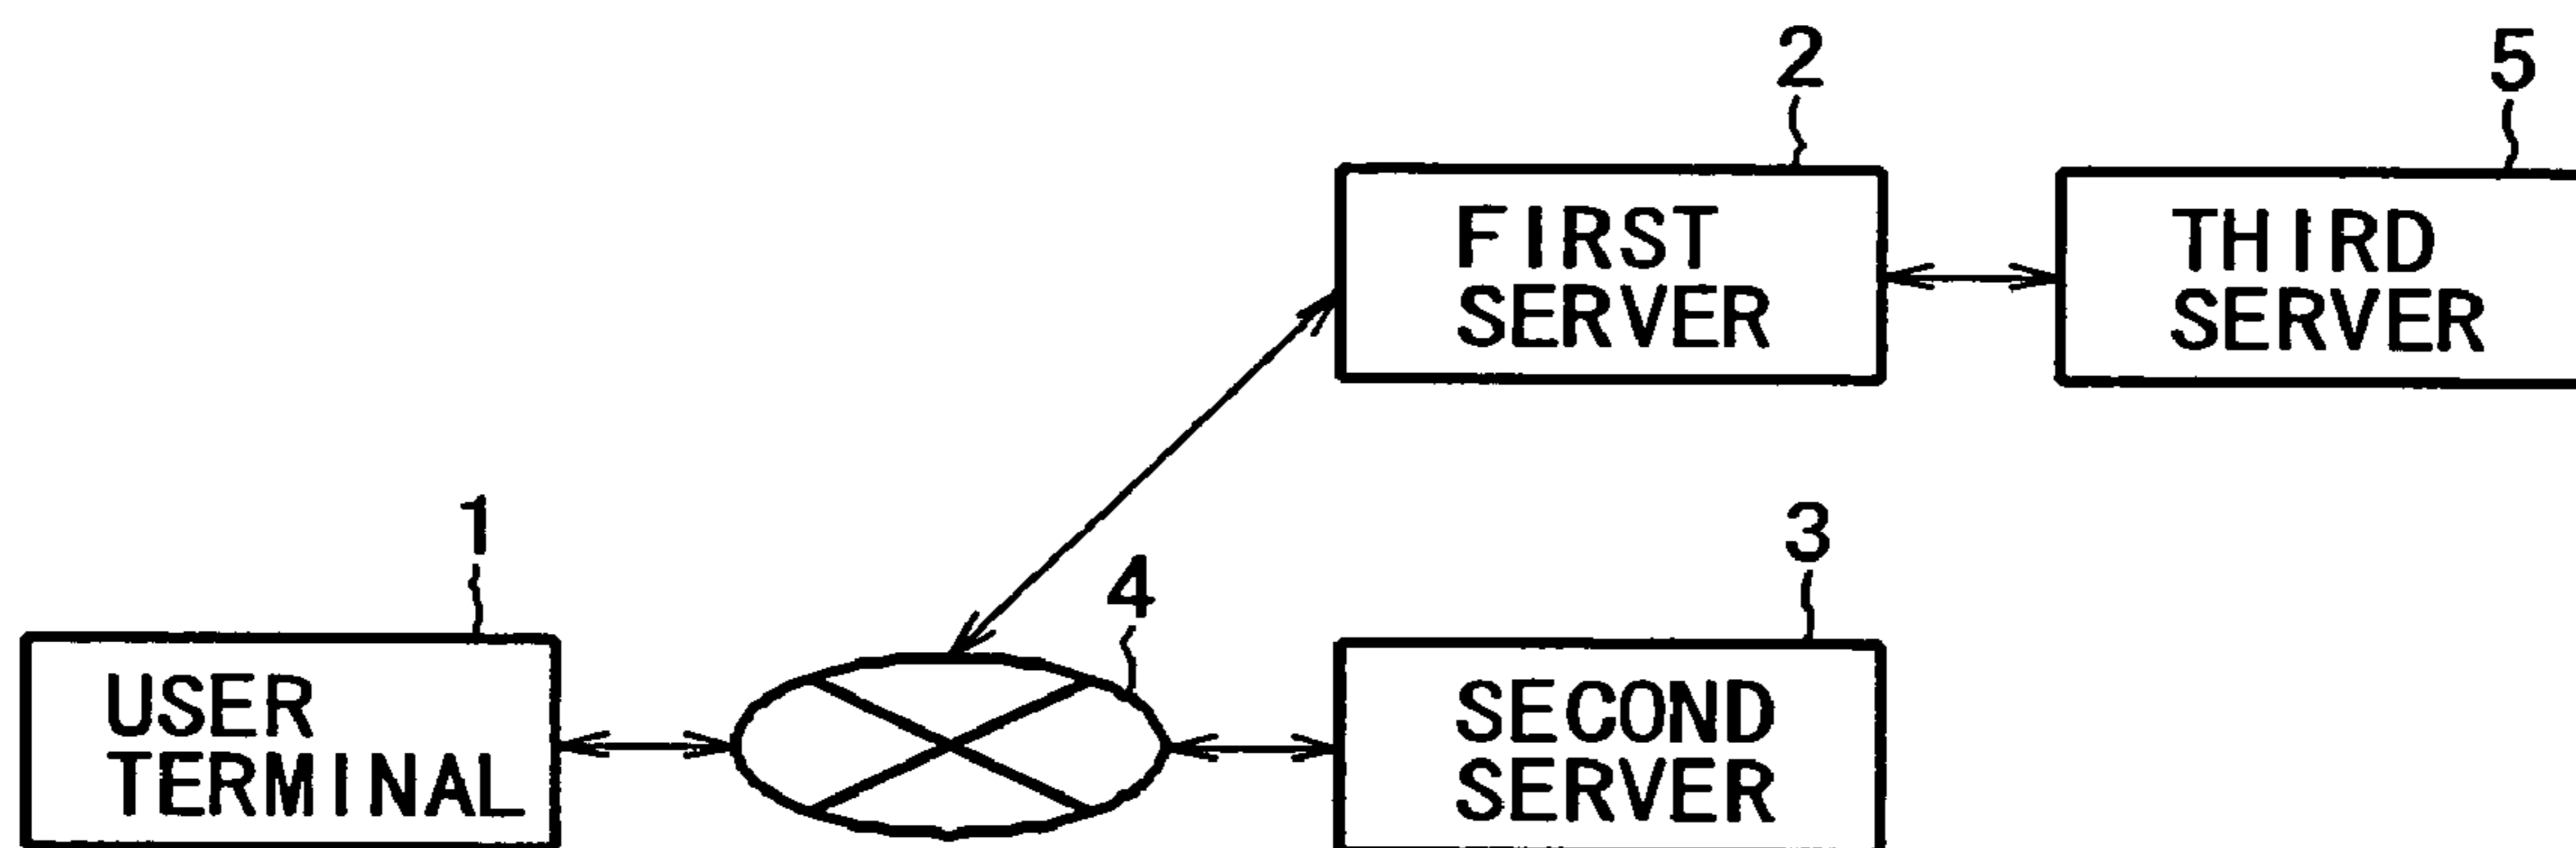 2
5
FIRST
SERVER
THIRD
SERVER
1
4
3
USER
TERMINAL
SECOND
SERVER